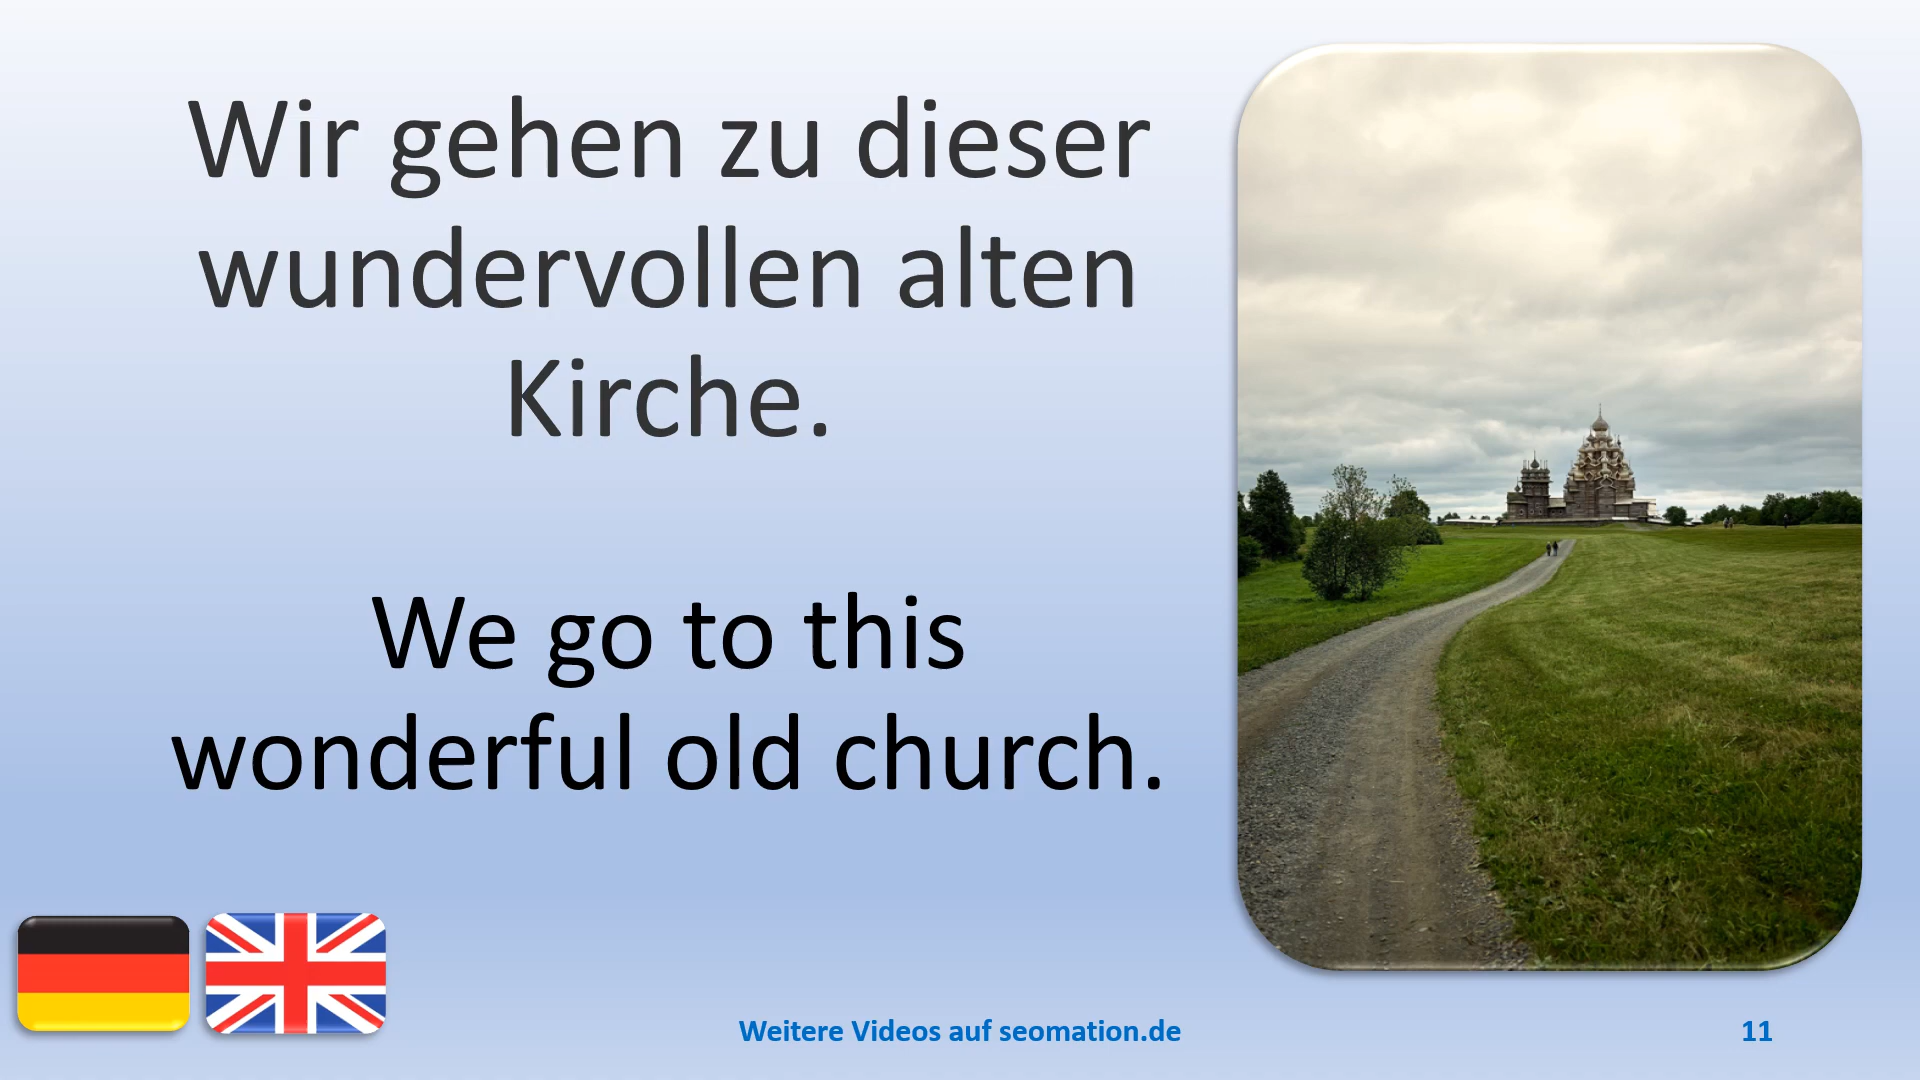 Wir gehen zu dieser
wundervollen alten
Kirche.
We go to this
wonderful old church.
Weitere Videos auf seomation.de
11